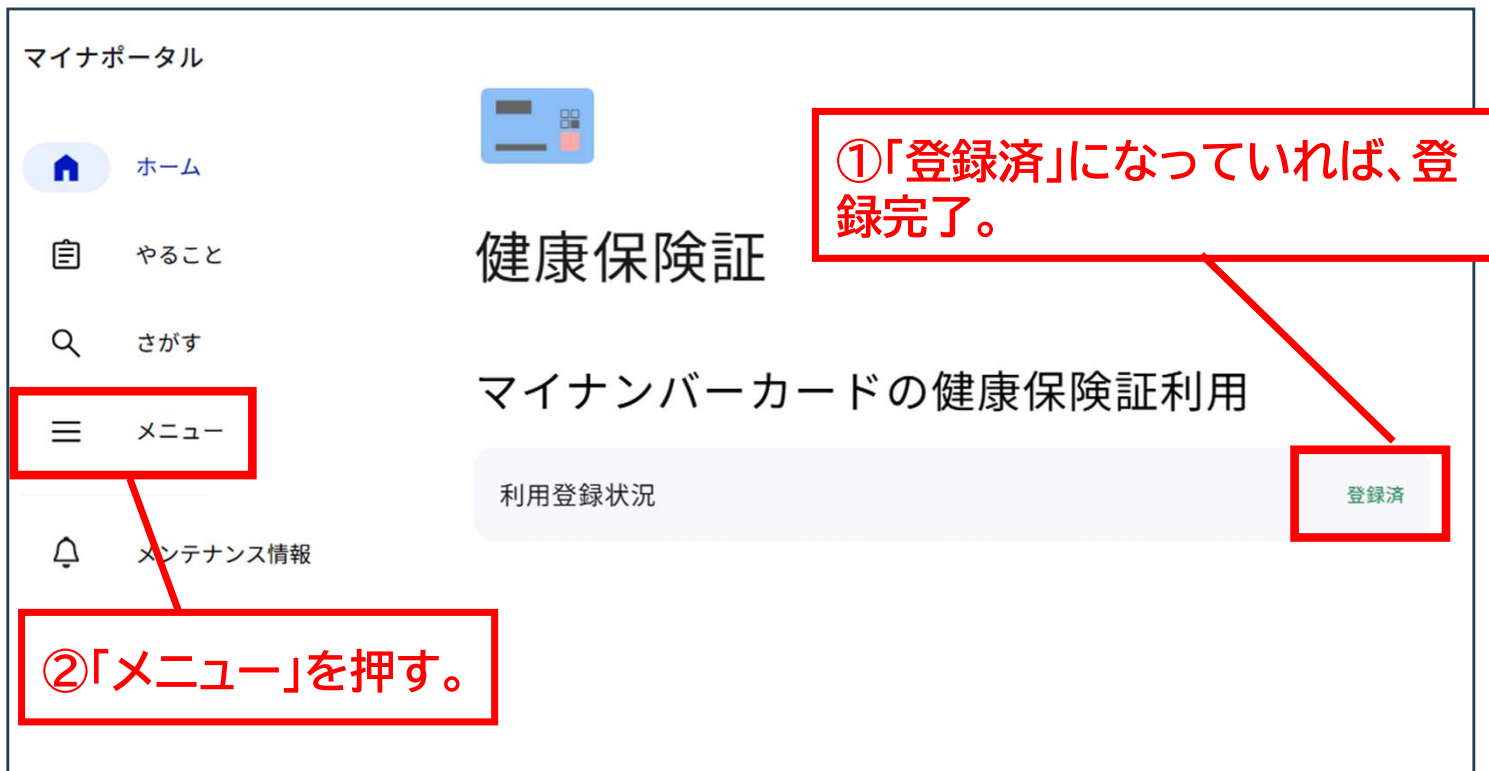 マイナポータル
ホーム
やること
さがす
メニュー
メンテナンス情報
健康保険証
マイナンバーカードの健康保険証利用
利用登録状況
登録済
①「登録済」になっていれば、登
録完了。
②「メニュー」を押す。